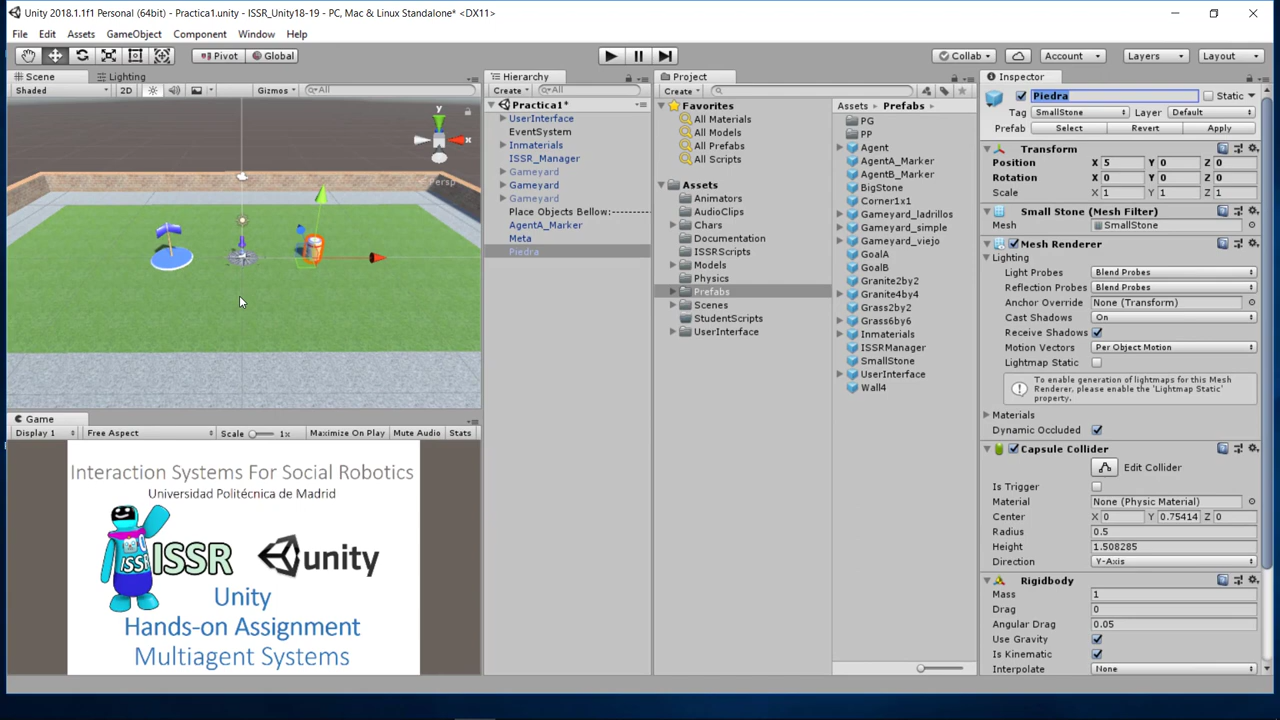 Unity 2018.1.1f1 Personal (64bit) - Practica1.unity - ISSR_Unity18-19 - PC, Mac & Linux Standalone* <DX11>
File Edit Assets GameObject Component Window Help
Pivot Global Collab Account Layers Layout
Scene Lighting
Shaded 2D Gizmos All
y
x
Persp
Game
Display 1 Free Aspect Scale 1x Maximize On Play Mute Audio Stats
Interaction Systems For Social Robotics
Universidad Politécnica de Madrid
ISSR
ISSR unity
Unity
Hands-on Assignment
Multiagent Systems
Hierarchy
Create All
Practica1*
UserInterface
EventSystem
Inmaterials
ISSR_Manager
Gameyard
Gameyard
Gameyard
Place Objects Bellow:----------
AgentA_Marker
Meta
Piedra
Project
Create
Favorites
All Materials
All Models
All Prefabs
All Scripts
Assets
Animators
AudioClips
Chars
Documentation
ISSRScripts
Models
Physics
Prefabs
Scenes
StudentScripts
UserInterface
Assets Prefabs
PG
PP
Agent
AgentA_Marker
AgentB_Marker
BigStone
Corner1x1
Gameyard_ladrillos
Gameyard_simple
Gameyard_viejo
GoalA
GoalB
Granite2by2
Granite4by4
Grass2by2
Grass6by6
Inmaterials
ISSRManager
SmallStone
UserInterface
Wall4
Inspector
Piedra Static
Tag SmallStone Layer Default
Prefab Select Revert Apply
Transform
Position X 5 Y 0 Z 0
Rotation X 0 Y 0 Z 0
Scale X 1 Y 1 Z 1
Small Stone (Mesh Filter)
Mesh SmallStone
Mesh Renderer
Lighting
Light Probes Blend Probes
Reflection Probes Blend Probes
Anchor Override None (Transform)
Cast Shadows On
Receive Shadows
Motion Vectors Per Object Motion
Lightmap Static
To enable generation of lightmaps for this Mesh
Renderer, please enable the 'Lightmap Static'
property.
Materials
Dynamic Occluded
Capsule Collider
Edit Collider
Is Trigger
Material None (Physic Material)
Center X 0 Y 0.75414 Z 0
Radius 0.5
Height 1.508285
Direction Y-Axis
Rigidbody
Mass 1
Drag 0
Angular Drag 0.05
Use Gravity
Is Kinematic
Interpolate None